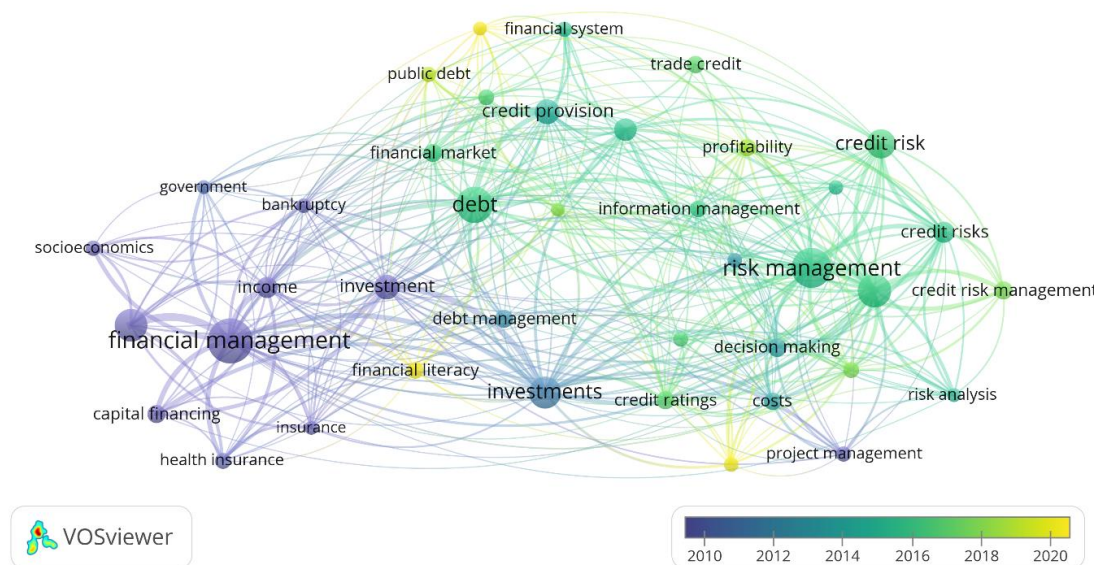 financial system
trade credit
public debt
credit provision
credit risk
profitability
financial market
government
bankruptcy
debt
information management
credit risks
socioeconomics
risk management
income
investment
credit risk management
debt management
financial management
decision making
financial literacy
investments
credit ratings
costs
risk analysis
capital financing
insurance
project management
health insurance
VOSviewer
2010 2012 2014 2016 2018 2020